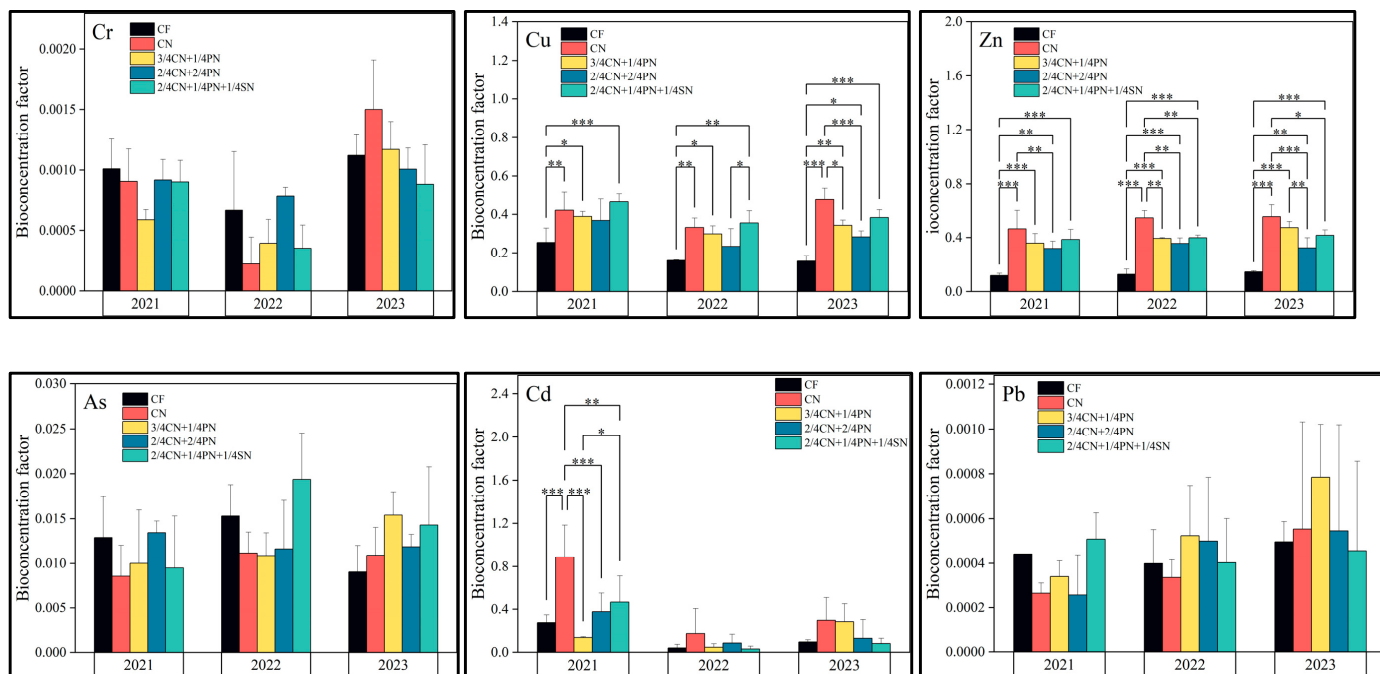 Cr
CF
CN
3/4CN+1/4PN
2/4CN+2/4PN
2/4CN+1/4PN+1/4SN
Bioconcentration factor
0.0020
0.0015
0.0010
0.0005
0.0000
2021
2022
2023
Cu
CF
CN
3/4CN+1/4PN
2/4CN+2/4PN
2/4CN+1/4PN+1/4SN
Bioconcentration factor
1.4
1.2
1.0
0.8
0.6
0.4
0.2
0.0
***
*
**
**
*
**
*
***
*
***
**
***
*
2021
2022
2023
Zn
CF
CN
3/4CN+1/4PN
2/4CN+2/4PN
2/4CN+1/4PN+1/4SN
ioconcentration factor
2.0
1.6
1.2
0.8
0.4
0.0
***
**
**
***
***
***
**
***
**
***
***
**
***
*
**
***
***
**
***
2021
2022
2023
As
CF
CN
3/4CN+1/4PN
2/4CN+2/4PN
2/4CN+1/4PN+1/4SN
Bioconcentration factor
0.030
0.025
0.020
0.015
0.010
0.005
0.000
2021
2022
2023
Cd
CF
CN
3/4CN+1/4PN
2/4CN+2/4PN
2/4CN+1/4PN+1/4SN
Bioconcentration factor
2.4
2.0
1.6
1.2
0.8
0.4
0.0
**
*
***
***
***
2021
2022
2023
Pb
CF
CN
3/4CN+1/4PN
2/4CN+2/4PN
2/4CN+1/4PN+1/4SN
Bioconcentration factor
0.0012
0.0010
0.0008
0.0006
0.0004
0.0002
0.0000
2021
2022
2023